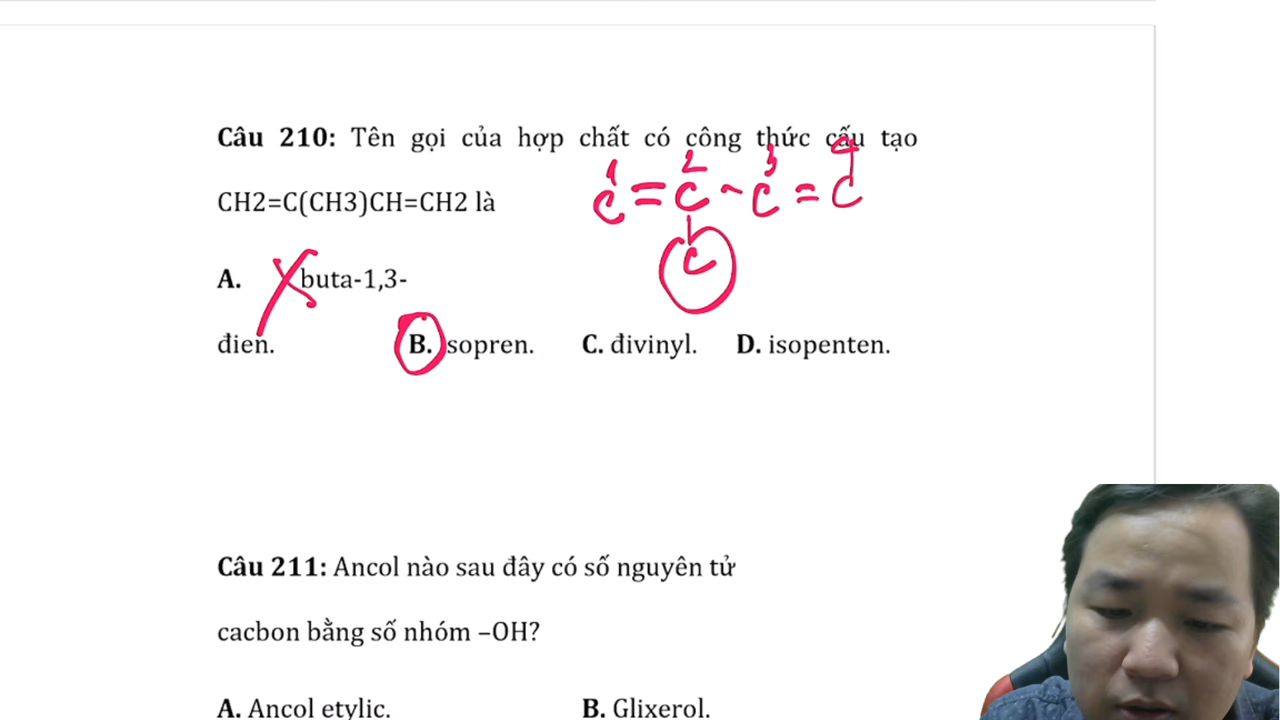 Câu 210: Tên gọi của hợp chất có công thức cấu tạo
1 2 3 4
C = C - C = C
CH2=C(CH3)CH=CH2 là
C
A. buta-1,3-
đien. B. sopren. C. đivinyl. D. isopenten.
Câu 211: Ancol nào sau đây có số nguyên tử
cacbon bằng số nhóm –OH?
A. Ancol etylic. B. Glixerol.